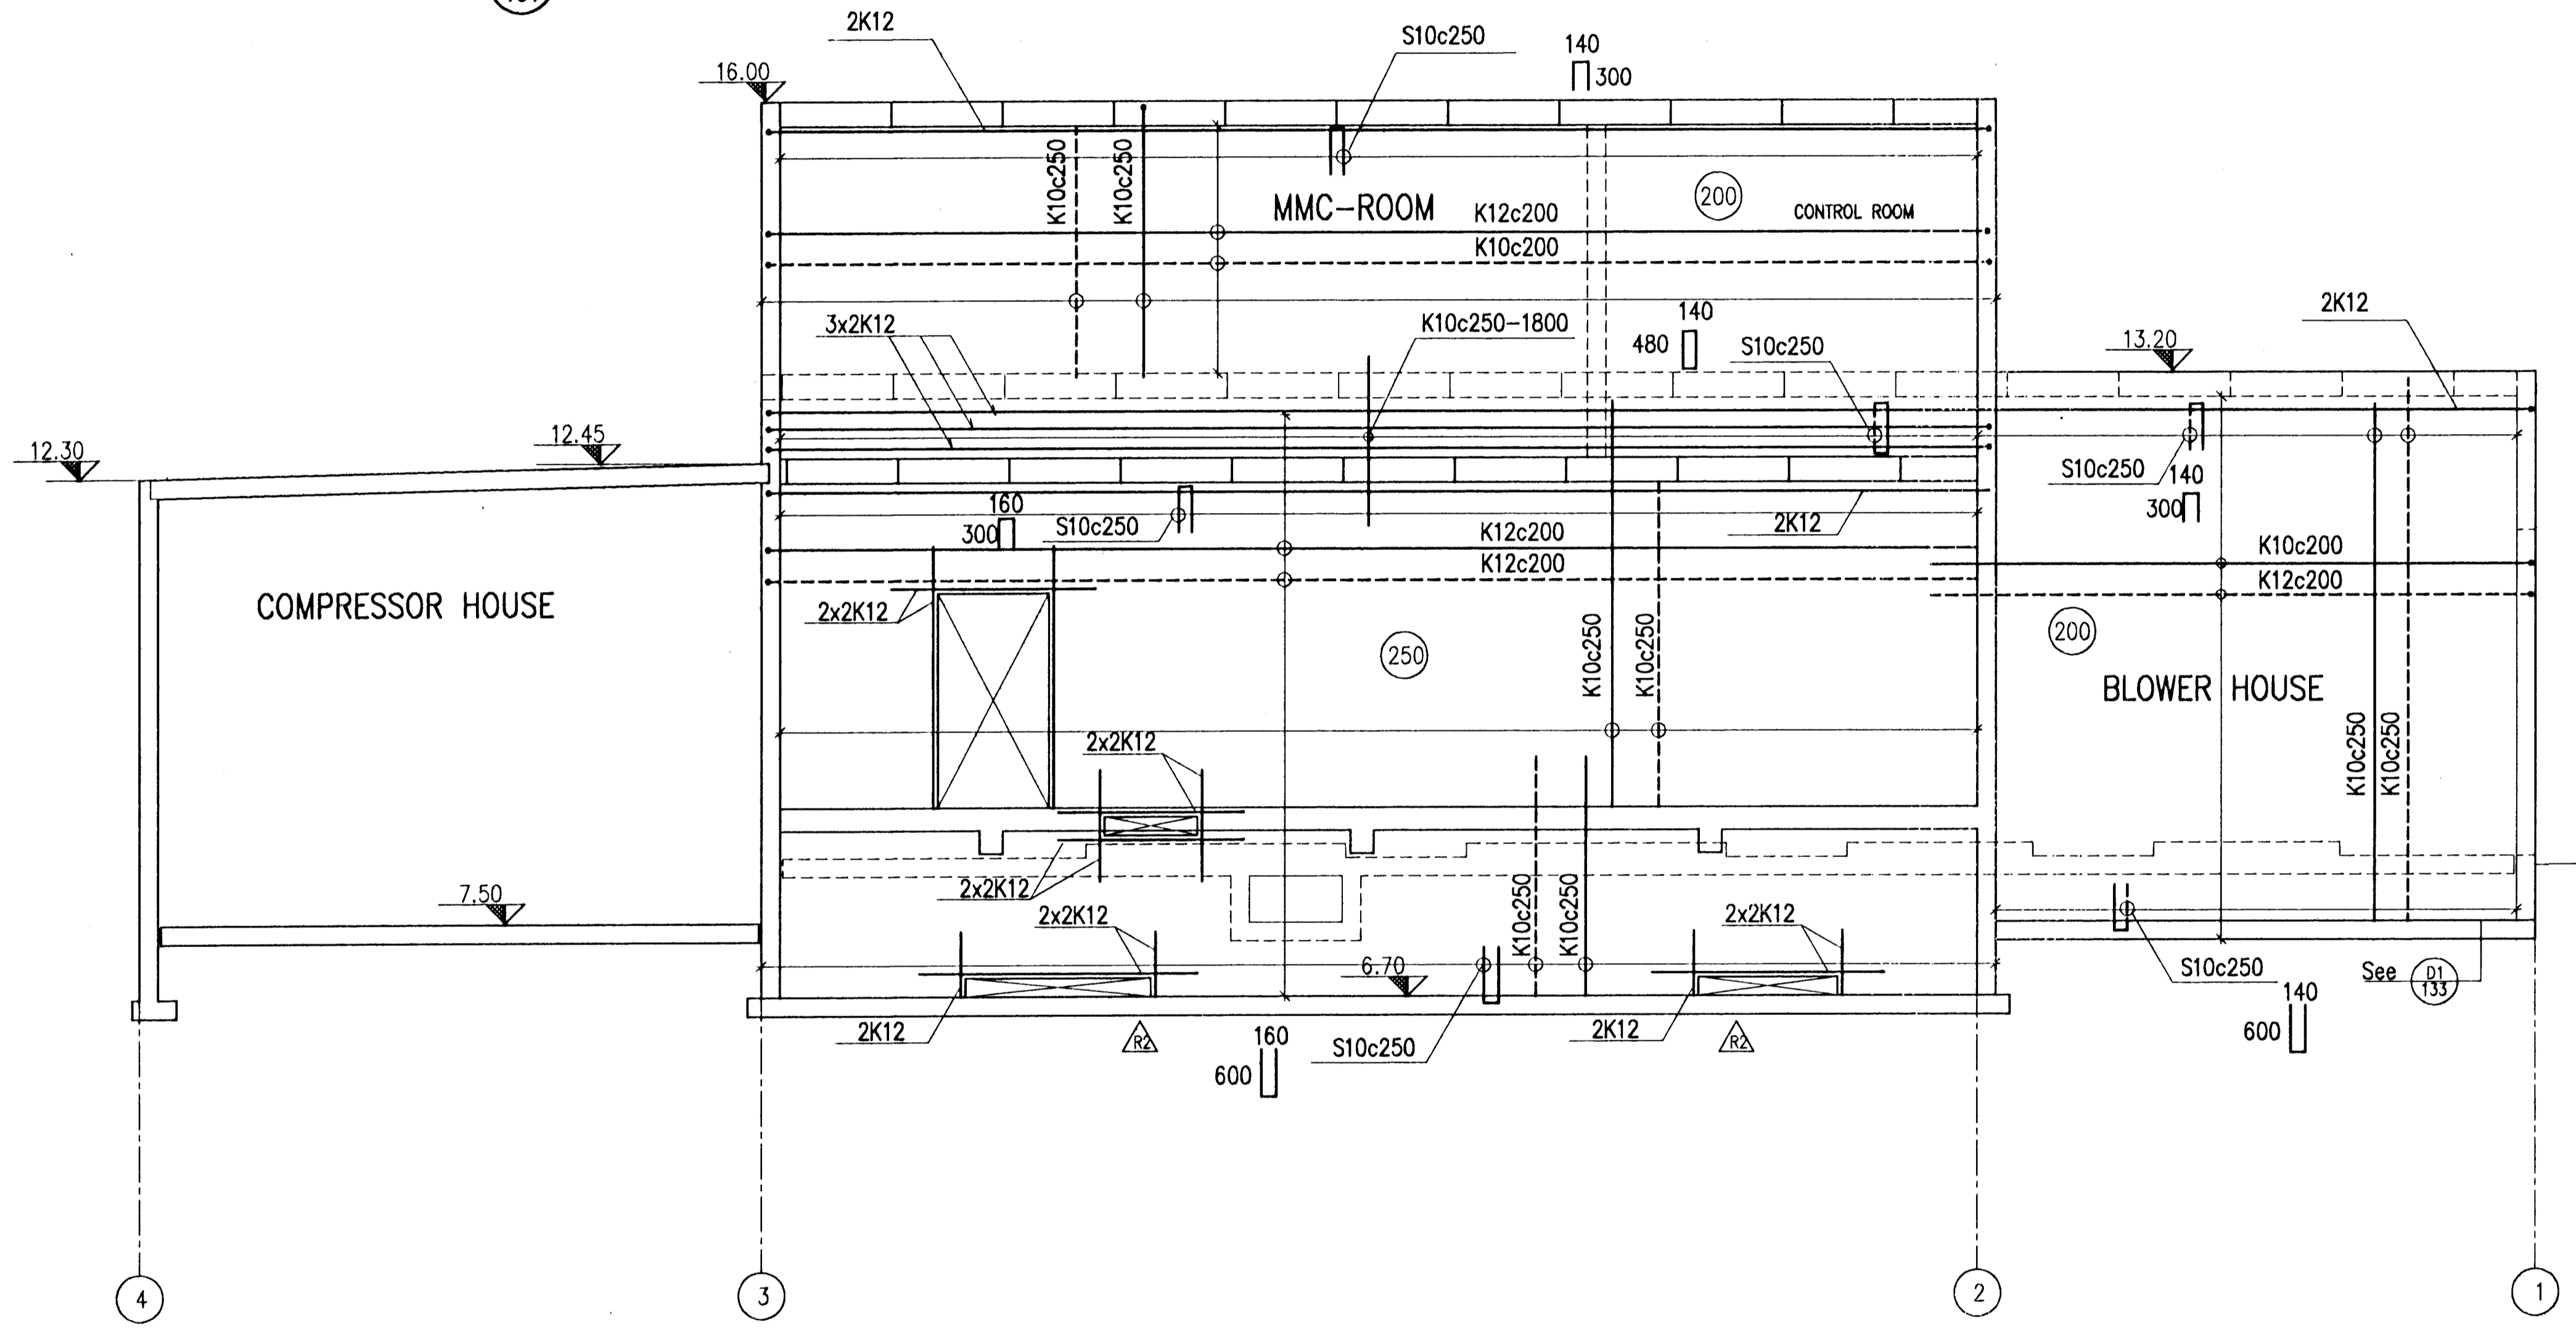 2K12
S10c250
140
300
16.00
K10c250
K10c250
MMC-ROOM
200
CONTROL ROOM
K12c200
K10c200
3x2K12
K10c250-1800
140
480
S10c250
2K12
13.20
12.30
12.45
S10c250
140
300
160
300
S10c250
K12c200
2K12
K12c200
K10c200
K12c200
COMPRESSOR HOUSE
2x2K12
250
K10c250
K10c250
200
BLOWER HOUSE
K10c250
K10c250
2x2K12
7.50
2x2K12
2x2K12
K10c250
K10c250
2x2K12
6.70
S10c250
See D1
133
140
600
2K12
R2
160
600
S10c250
2K12
R2
4
3
2
1